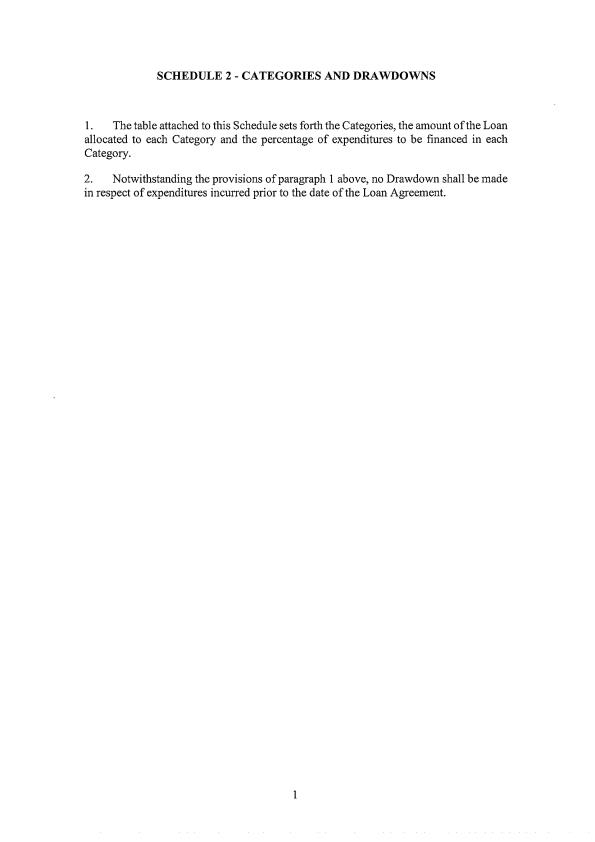 SCHEDULE 2 - CATEGORIES AND DRAWDOWNS
1. The table attached to this Schedule sets forth the Categories, the amount of the Loan
allocated to each Category and the percentage of expenditures to be financed in each
Category.
2. Notwithstanding the provisions of paragraph 1 above, no Drawdown shall be made
in respect of expenditures incurred prior to the date of the Loan Agreement.
1